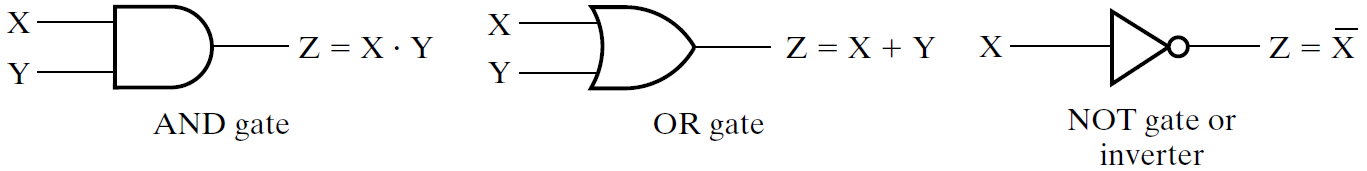 X
Y
Z = X · Y
AND gate
X
Y
Z = X + Y
OR gate
X
Z = X̅
NOT gate or
inverter